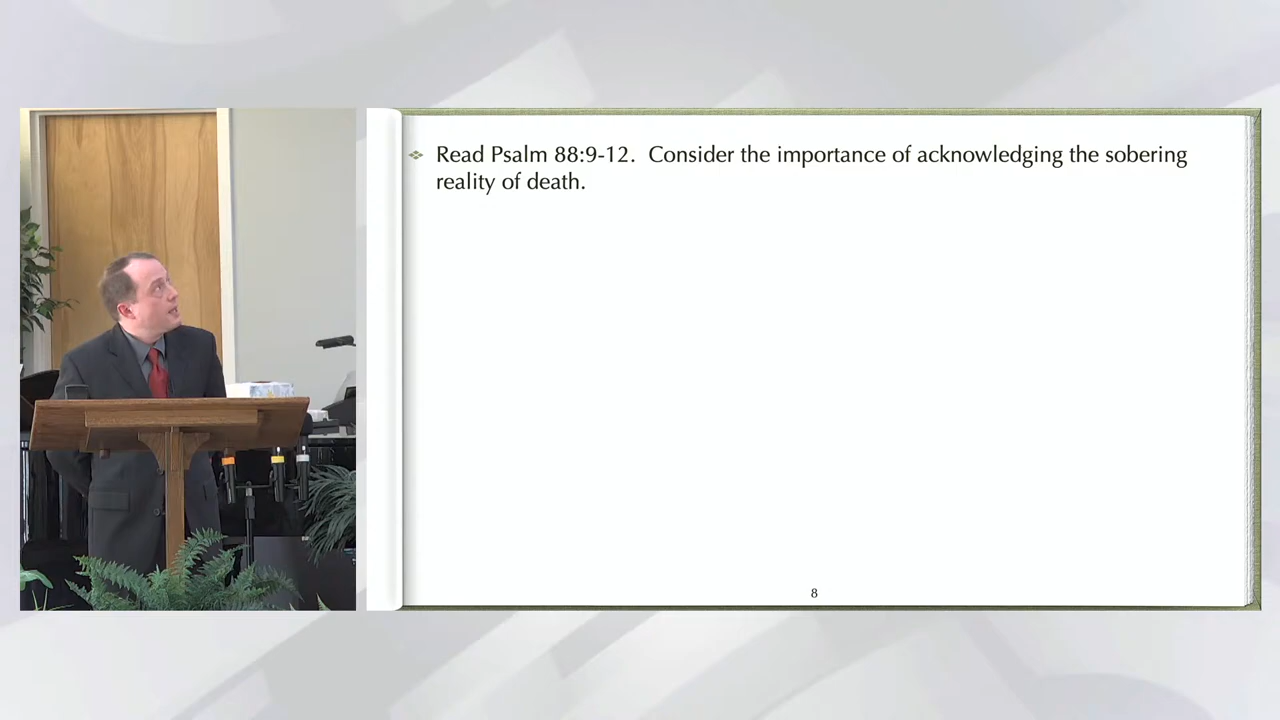 Read Psalm 88:9-12. Consider the importance of acknowledging the sobering
reality of death.
8